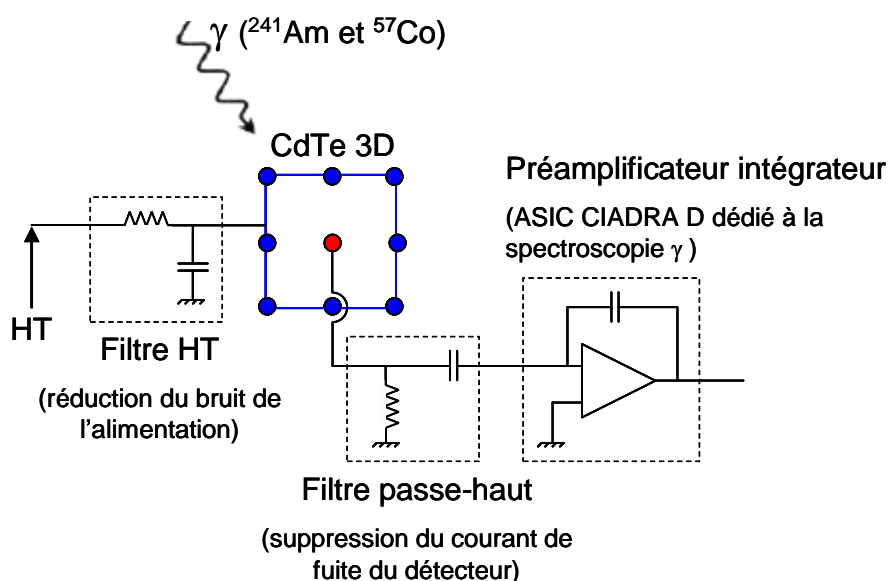 γ (²⁴¹Am et ⁵⁷Co)
CdTe 3D
Préamplificateur intégrateur
(ASIC CIADRA D dédié à la
spectroscopie γ )
HT
Filtre HT
(réduction du bruit de
l'alimentation)
Filtre passe-haut
(suppression du courant de
fuite du détecteur)